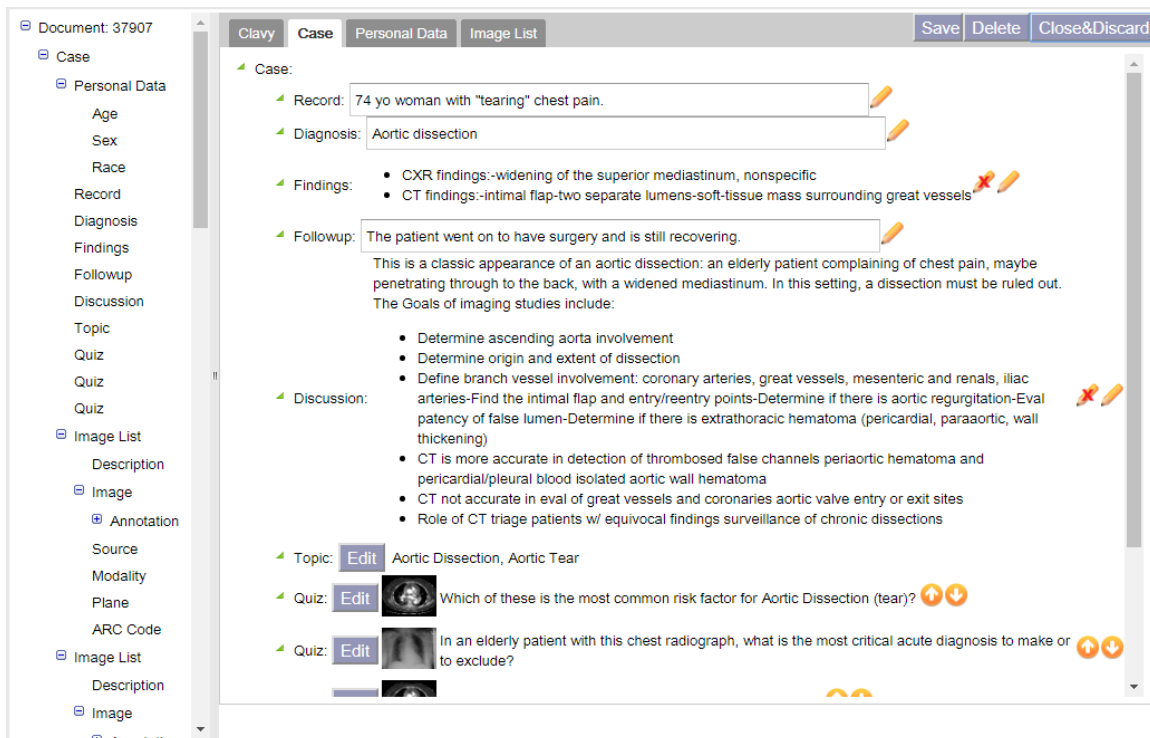 Document: 37907
Case
Personal Data
Age
Sex
Race
Record
Diagnosis
Findings
Followup
Discussion
Topic
Quiz
Quiz
Quiz
Image List
Description
Image
Annotation
Source
Modality
Plane
ARC Code
Image List
Description
Image
Clavy
Case
Personal Data
Image List
Save
Delete
Close&Discard
Case:
Record: 74 yo woman with "tearing" chest pain.
Diagnosis: Aortic dissection
Findings:
• CXR findings:-widening of the superior mediastinum, nonspecific
• CT findings:-intimal flap-two separate lumens-soft-tissue mass surrounding great vessels
Followup: The patient went on to have surgery and is still recovering.
Discussion:
This is a classic appearance of an aortic dissection: an elderly patient complaining of chest pain, maybe
penetrating through to the back, with a widened mediastinum. In this setting, a dissection must be ruled out.
The Goals of imaging studies include:
• Determine ascending aorta involvement
• Determine origin and extent of dissection
• Define branch vessel involvement: coronary arteries, great vessels, mesenteric and renals, iliac
arteries-Find the intimal flap and entry/reentry points-Determine if there is aortic regurgitation-Eval
patency of false lumen-Determine if there is extrathoracic hematoma (pericardial, paraaortic, wall
thickening)
• CT is more accurate in detection of thrombosed false channels periaortic hematoma and
pericardial/pleural blood isolated aortic wall hematoma
• CT not accurate in eval of great vessels and coronaries aortic valve entry or exit sites
• Role of CT triage patients w/ equivocal findings surveillance of chronic dissections
Topic: Edit Aortic Dissection, Aortic Tear
Quiz: Edit Which of these is the most common risk factor for Aortic Dissection (tear)?
Quiz: Edit In an elderly patient with this chest radiograph, what is the most critical acute diagnosis to make or
to exclude?